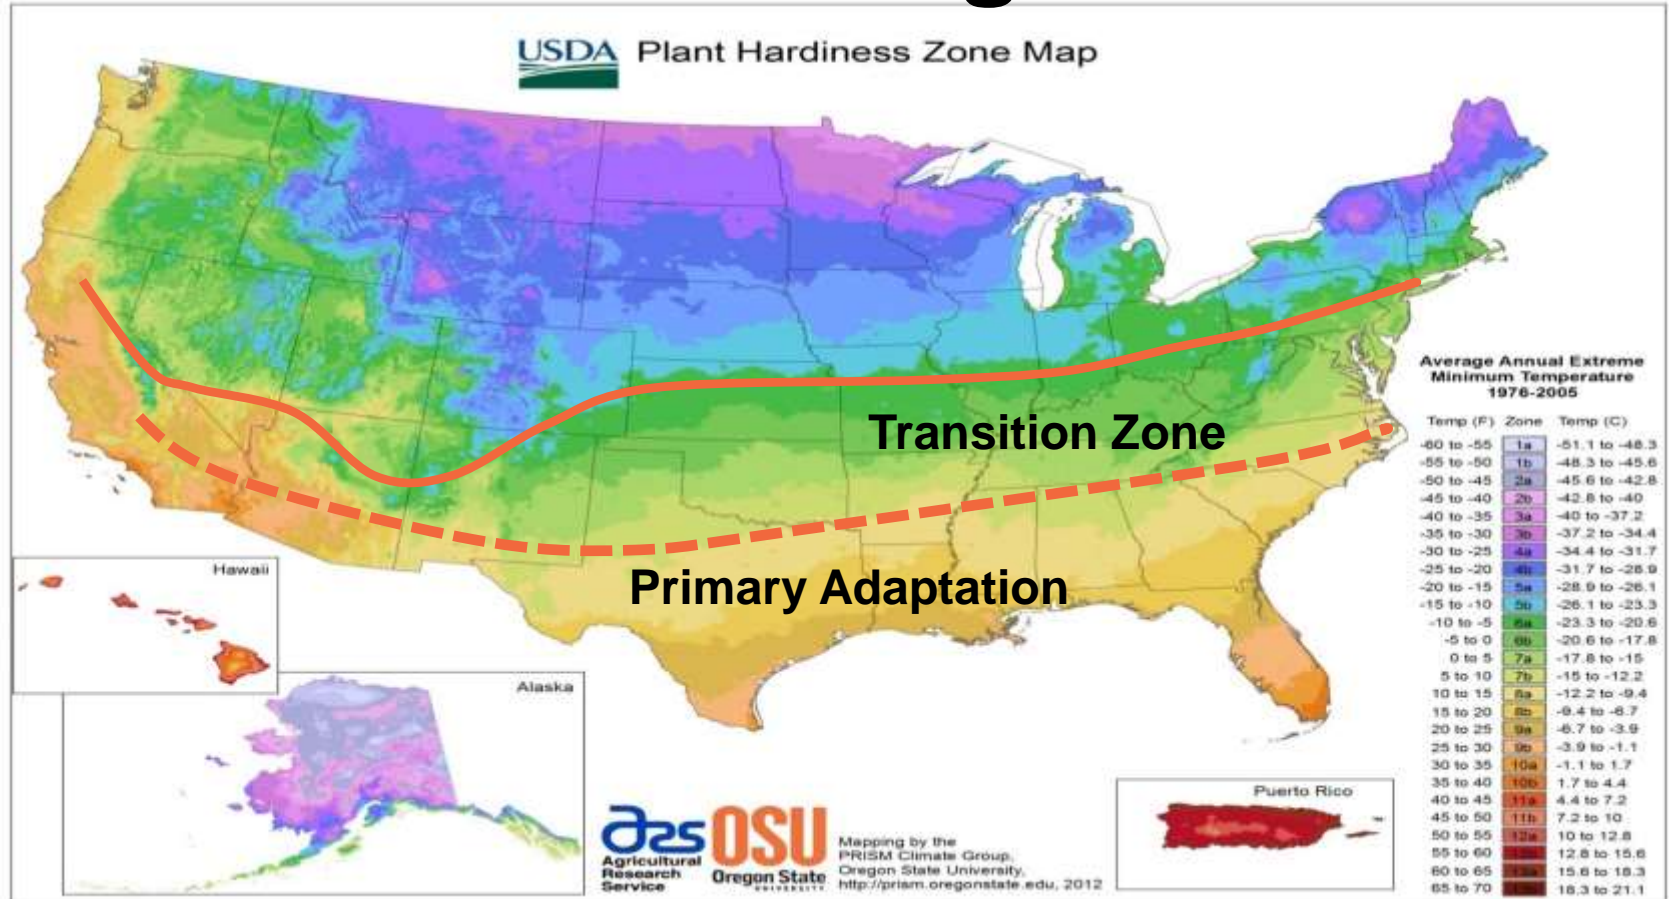 USDA Plant Hardiness Zone Map
Transition Zone
Primary Adaptation
Hawaii
Alaska
Puerto Rico
Average Annual Extreme
Minimum Temperature
1976-2005
Temp (F) Zone Temp (C)
-60 to -55 1a -51.1 to -48.3
-55 to -50 1b -48.3 to -45.6
-50 to -45 2a -45.6 to -42.8
-45 to -40 2b -42.8 to -40
-40 to -35 3a -40 to -37.2
-35 to -30 3b -37.2 to -34.4
-30 to -25 4a -34.4 to -31.7
-25 to -20 4b -31.7 to -28.9
-20 to -15 5a -28.9 to -26.1
-15 to -10 5b -26.1 to -23.3
-10 to -5 6a -23.3 to -20.6
-5 to 0 6b -20.6 to -17.8
0 to 5 7a -17.8 to -15
5 to 10 7b -15 to -12.2
10 to 15 8a -12.2 to -9.4
15 to 20 8b -9.4 to -6.7
20 to 25 9a -6.7 to -3.9
25 to 30 9b -3.9 to -1.1
30 to 35 10a -1.1 to 1.7
35 to 40 10b 1.7 to 4.4
40 to 45 11a 4.4 to 7.2
45 to 50 11b 7.2 to 10
50 to 55 12a 10 to 12.8
55 to 60 12.8 to 15.6
60 to 65 15.6 to 18.3
65 to 70 18.3 to 21.1
ars
Agricultural
Research
Service
OSU
Oregon State
UNIVERSITY
Mapping by the
PRISM Climate Group,
Oregon State University,
http://prism.oregonstate.edu, 2012